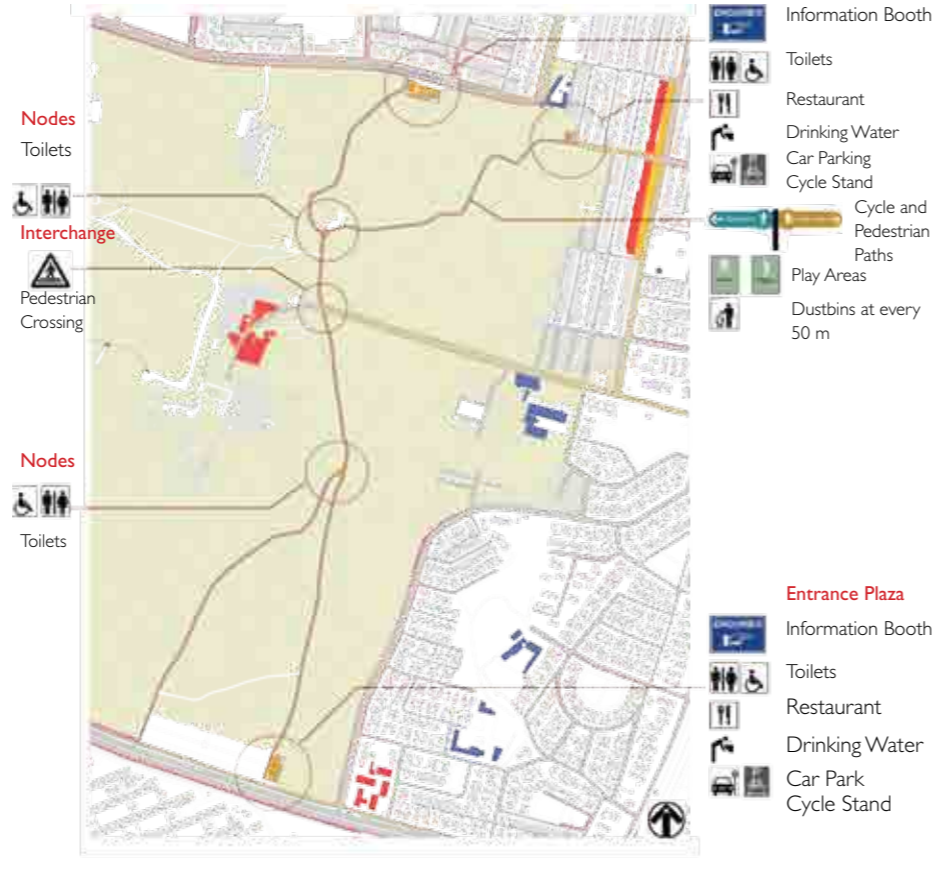 Information Booth
Toilets
Restaurant
Drinking Water
Car Parking
Cycle Stand
Cycle and
Pedestrian
Paths
Play Areas
Dustbins at every
50 m
Nodes
Toilets
Interchange
Pedestrian
Crossing
Nodes
Toilets
Entrance Plaza
Information Booth
Toilets
Restaurant
Drinking Water
Car Park
Cycle Stand